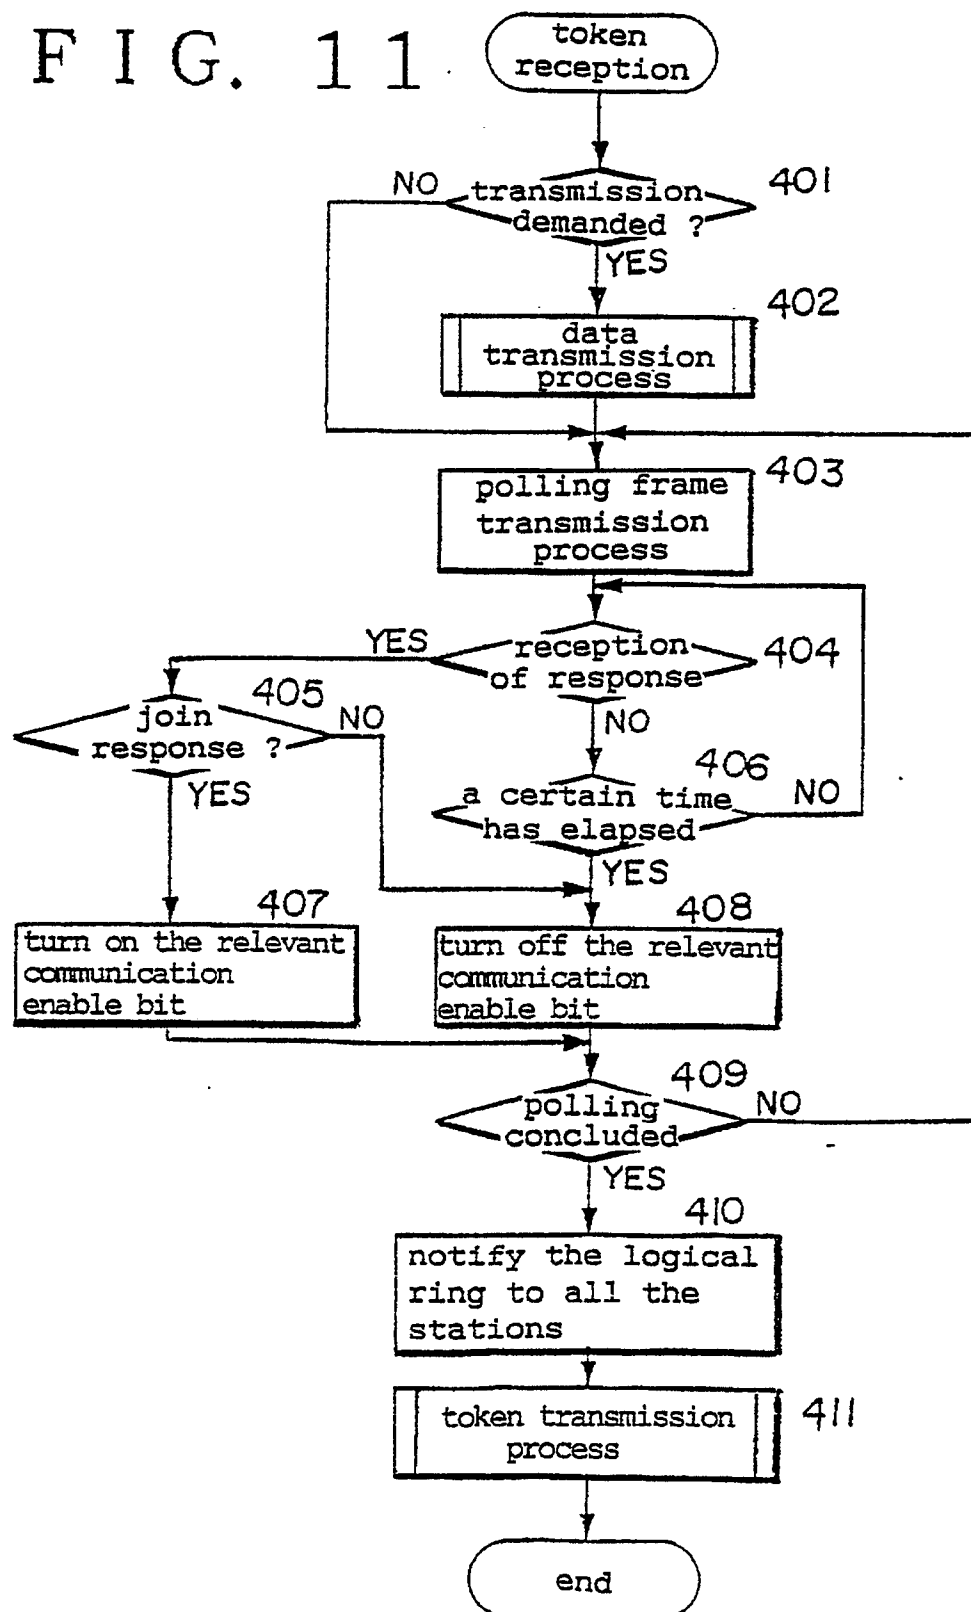 FIG. 11
token
reception
401
NO
transmission
demanded ?
YES
402
data
transmission
process
403
polling frame
transmission
process
YES
reception
of response
404
405
join
response ?
NO
NO
406
a certain time
has elapsed
NO
YES
YES
407
turn on the relevant
communication
enable bit
408
turn off the relevant
communication
enable bit
409
polling
concluded
NO
YES
410
notify the logical
ring to all the
stations
token transmission
process
411
end